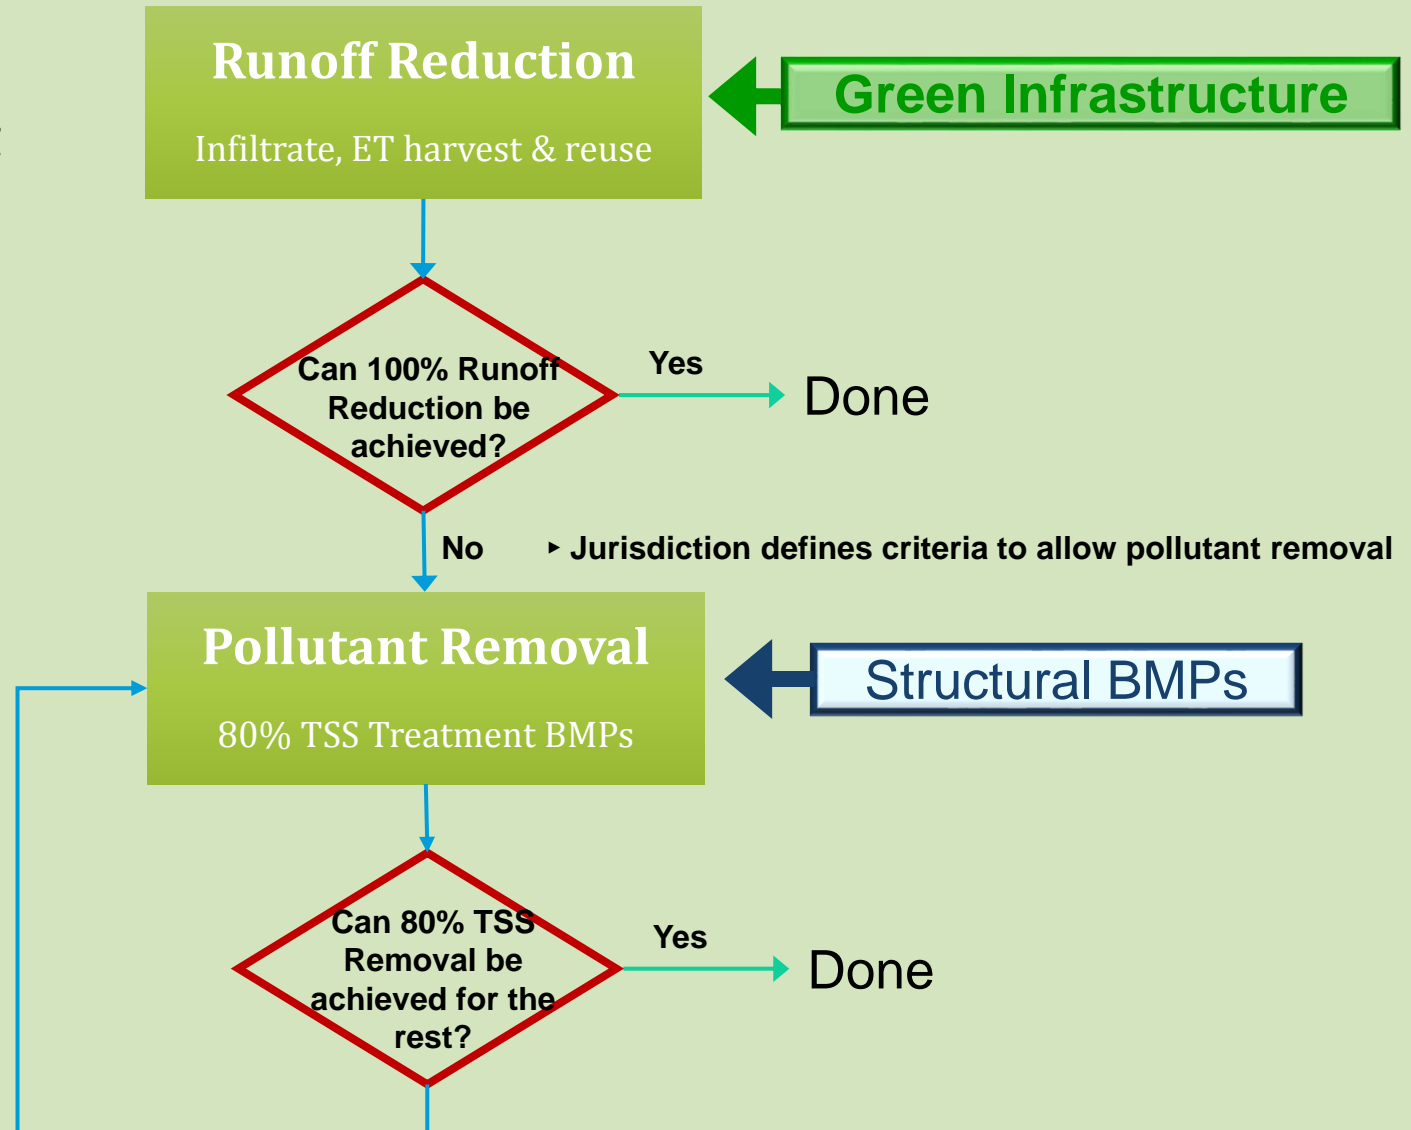 Runoff Reduction
Green Infrastructure
Infiltrate, ET harvest & reuse
Can 100% Runoff
Reduction be
achieved?
Yes
Done
No
‣ Jurisdiction defines criteria to allow pollutant removal
Pollutant Removal
Structural BMPs
80% TSS Treatment BMPs
Can 80% TSS
Removal be
achieved for the
rest?
Yes
Done